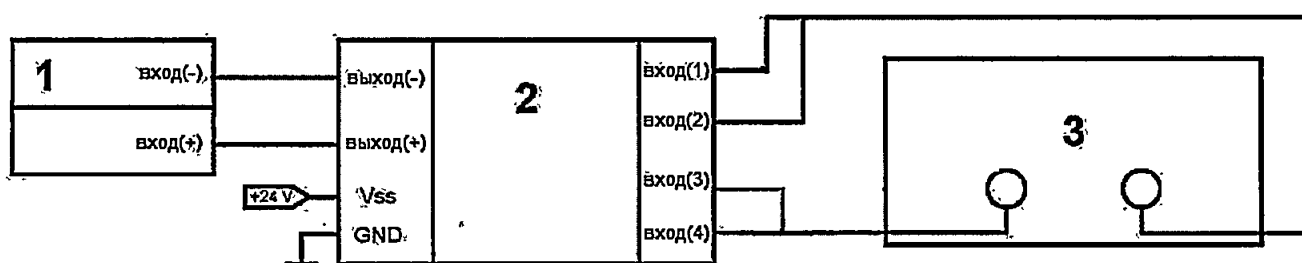 1
вход(-)
вход(+)
+24 V
выход(-)
выход(+)
Vss
GND
2
вход(1)
вход(2)
вход(3)
вход(4)
3